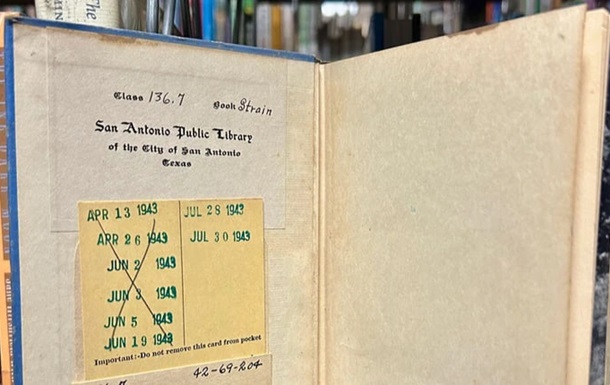 The
Class 136.7 Book Strain
San Antonio Public Library
of the City of San Antonio
Texas
APR 13 1943 JUL 28 1943
APR 26 1943 JUL 30 1943
JUN 2 1943
JUN 3 1943
JUN 5 1943
JUN 19 1943
Important:-Do not remove this card from pocket
42-69-204